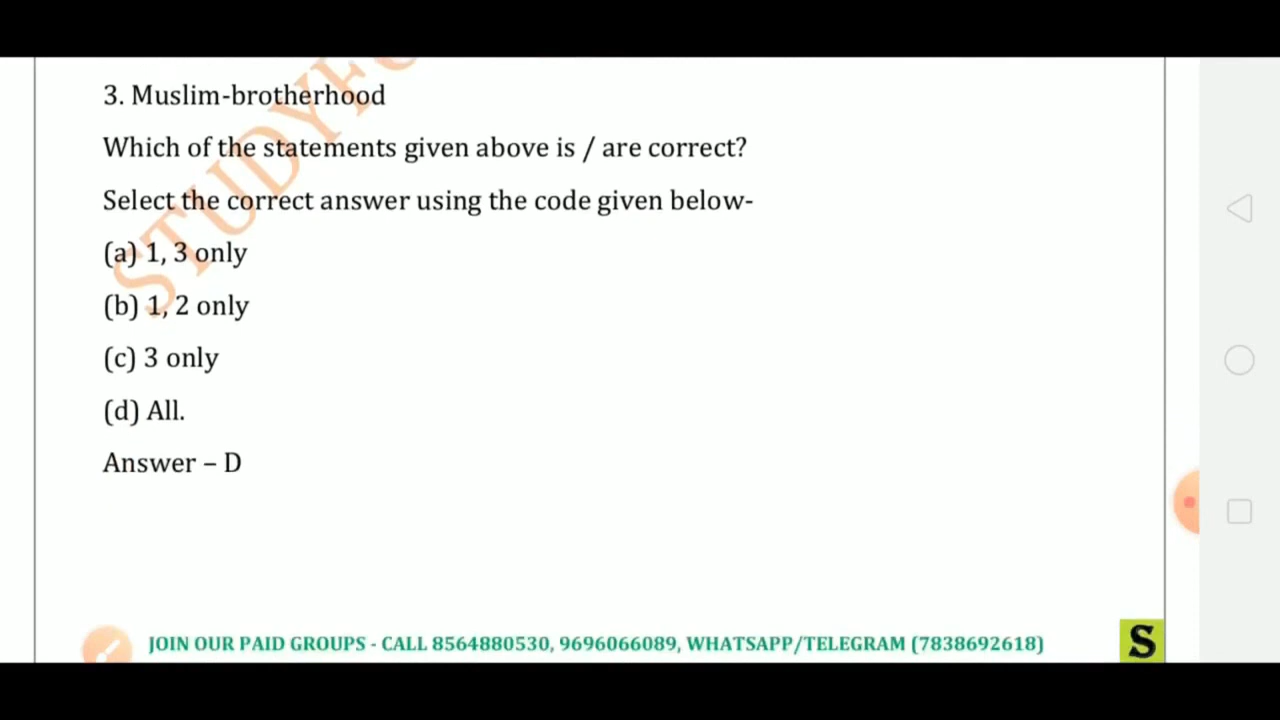 3. Muslim-brotherhood
Which of the statements given above is / are correct?
Select the correct answer using the code given below-
(a) 1, 3 only
(b) 1, 2 only
(c) 3 only
(d) All.
Answer – D
JOIN OUR PAID GROUPS - CALL 8564880530, 9696066089, WHATSAPP/TELEGRAM (7838692618)
S